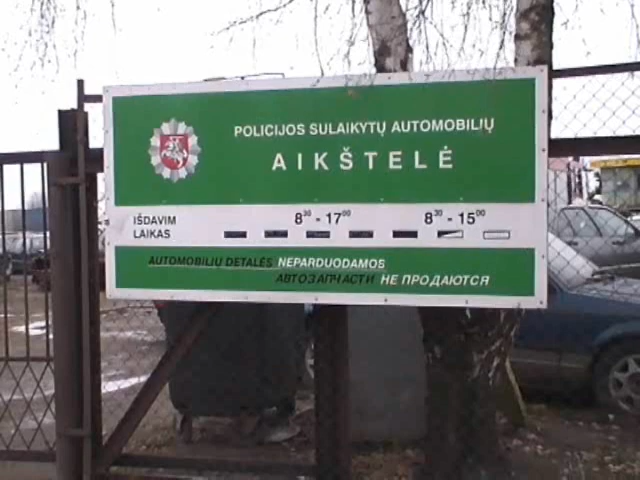 POLICIJOS SULAIKYTŲ AUTOMOBILIŲ
AIKŠTELĖ
IŠDAVIM
LAIKAS
8³⁰ - 17⁰⁰ 8³⁰ - 15⁰⁰
AUTOMOBILIŲ DETALĖS NEPARDUODAMOS
АВТОЗАПЧАСТИ НЕ ПРОДАЮТСЯ